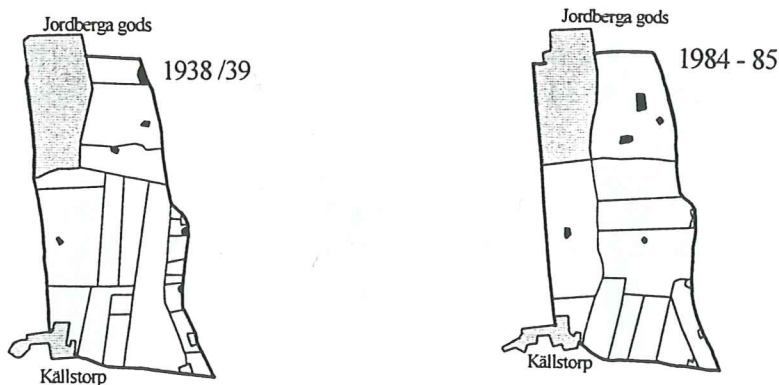 Jordberga gods
1938 /39
Källstorp
Jordberga gods
1984 - 85
Källstorp